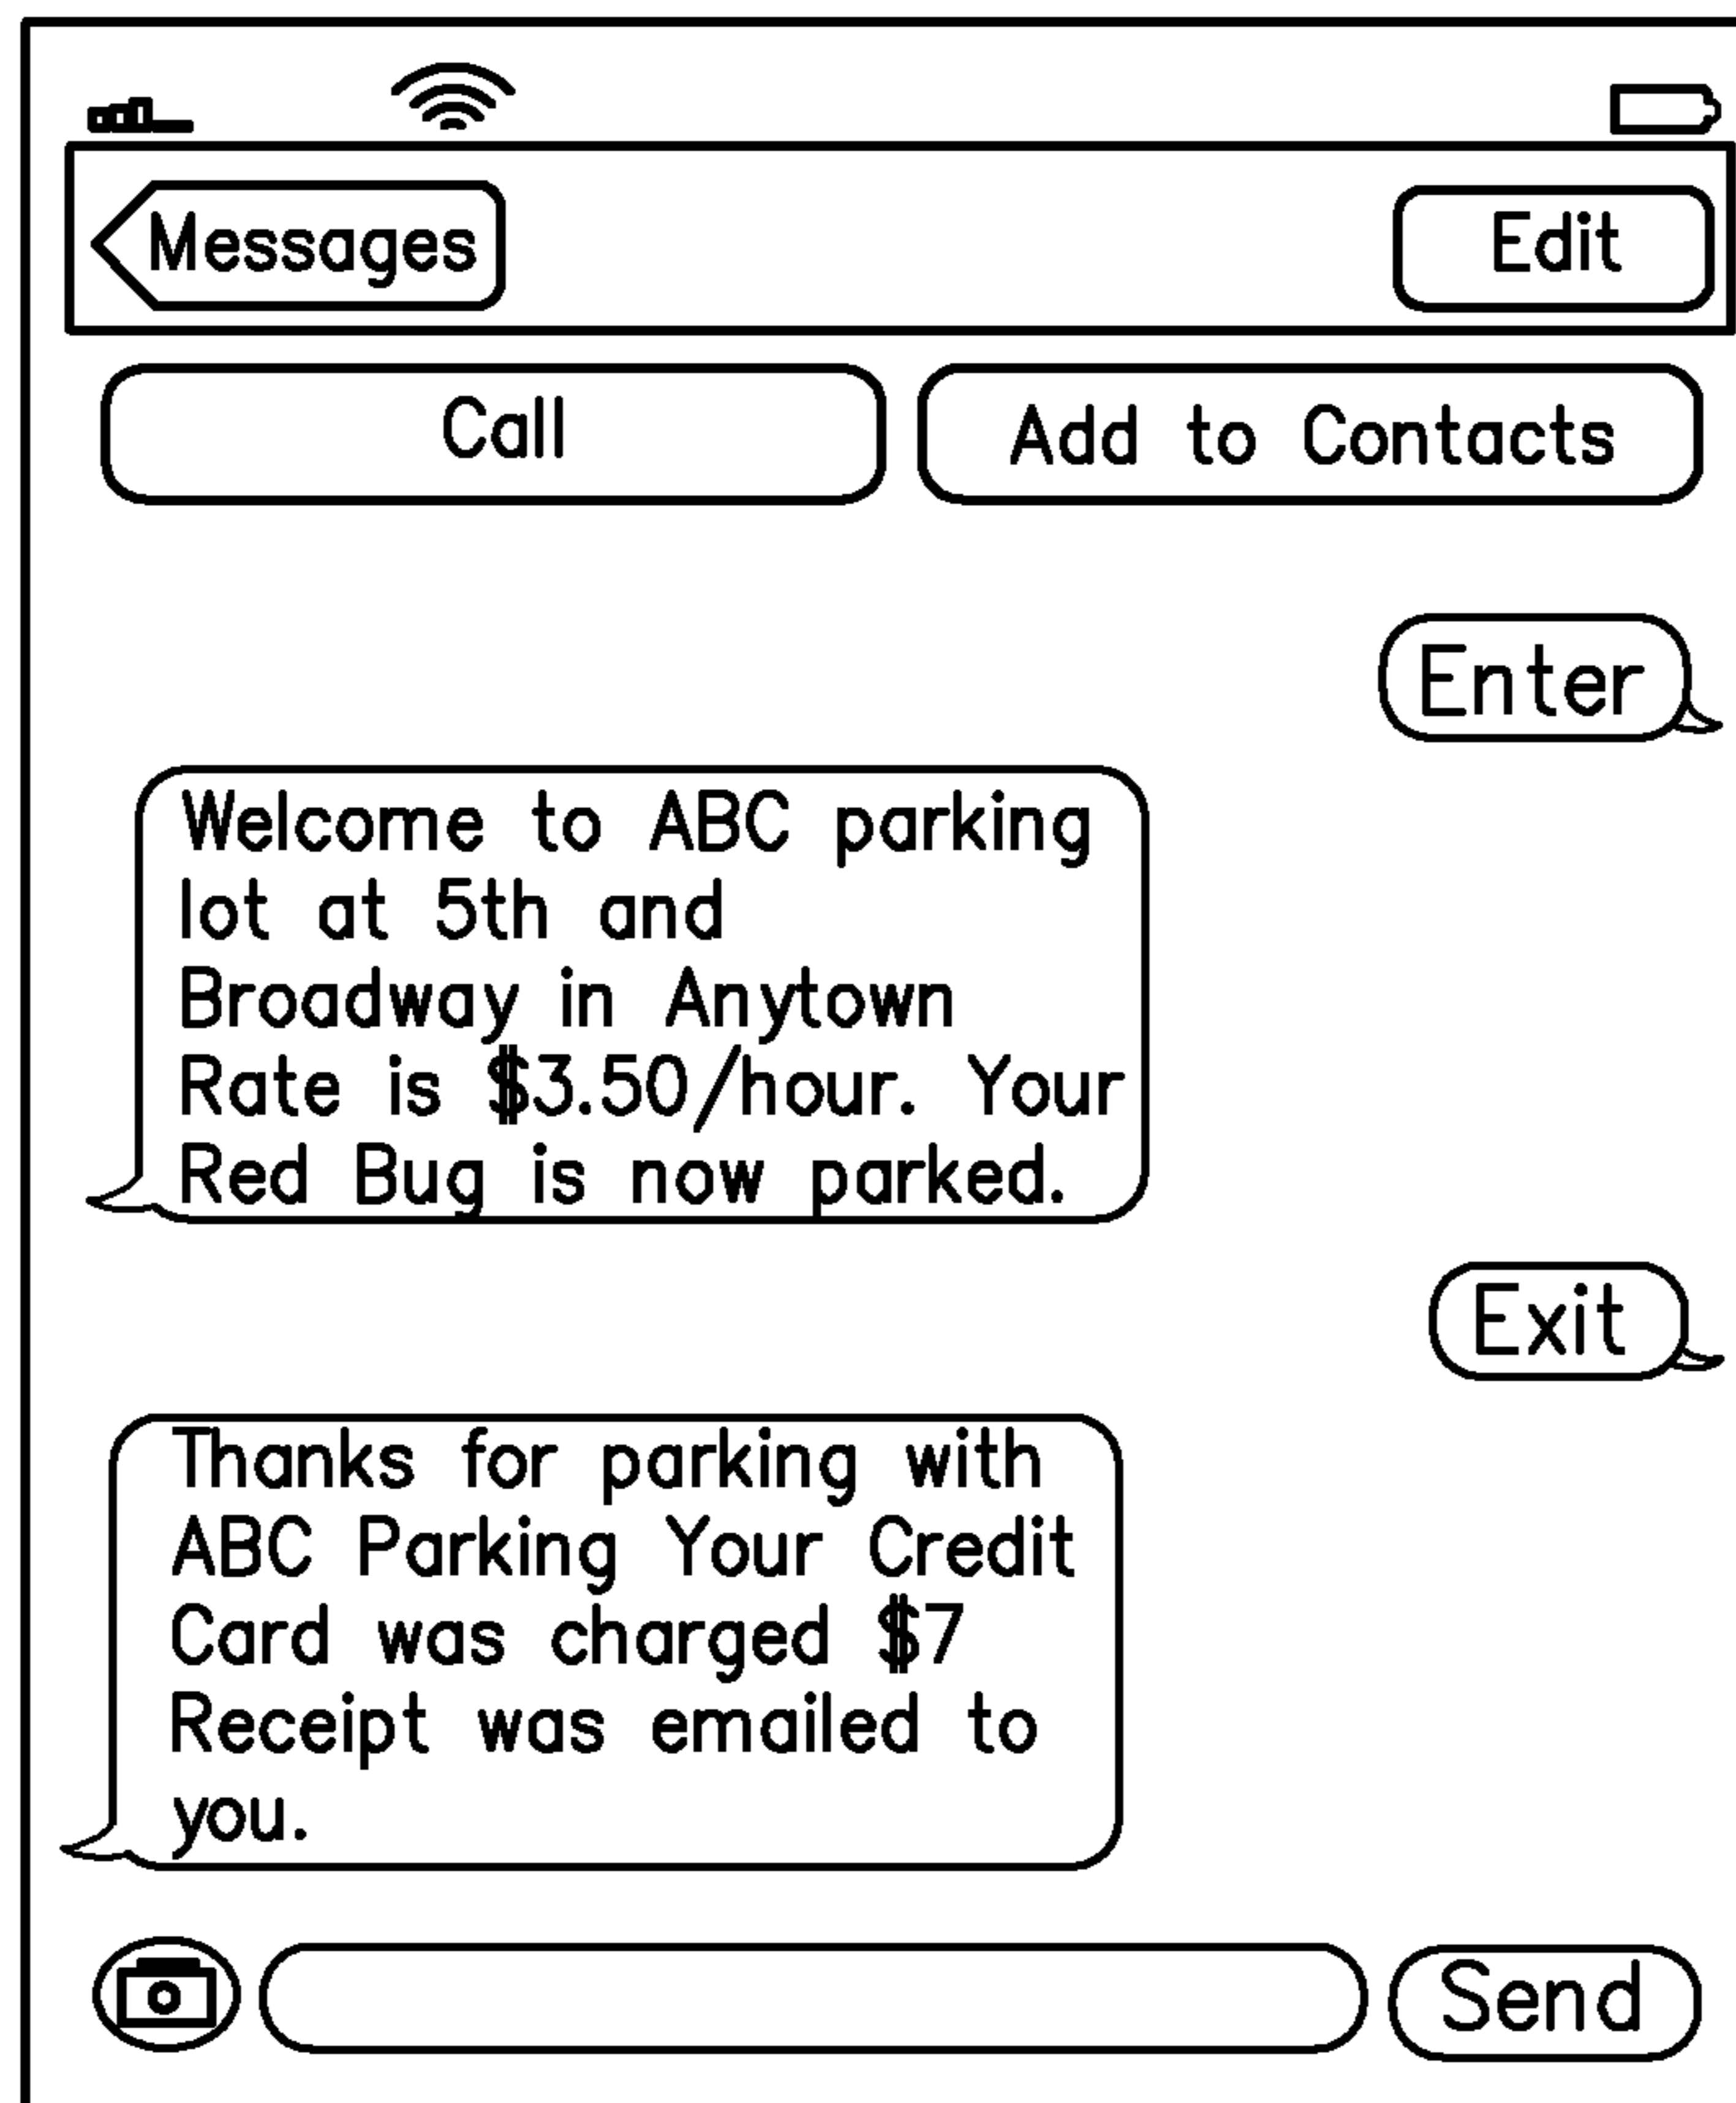 Messages
Edit
Call
Add to Contacts
Enter
Welcome to ABC parking
lot at 5th and
Broadway in Anytown
Rate is $3.50/hour. Your
Red Bug is now parked.
Exit
Thanks for parking with
ABC Parking Your Credit
Card was charged $7
Receipt was emailed to
you.
Send